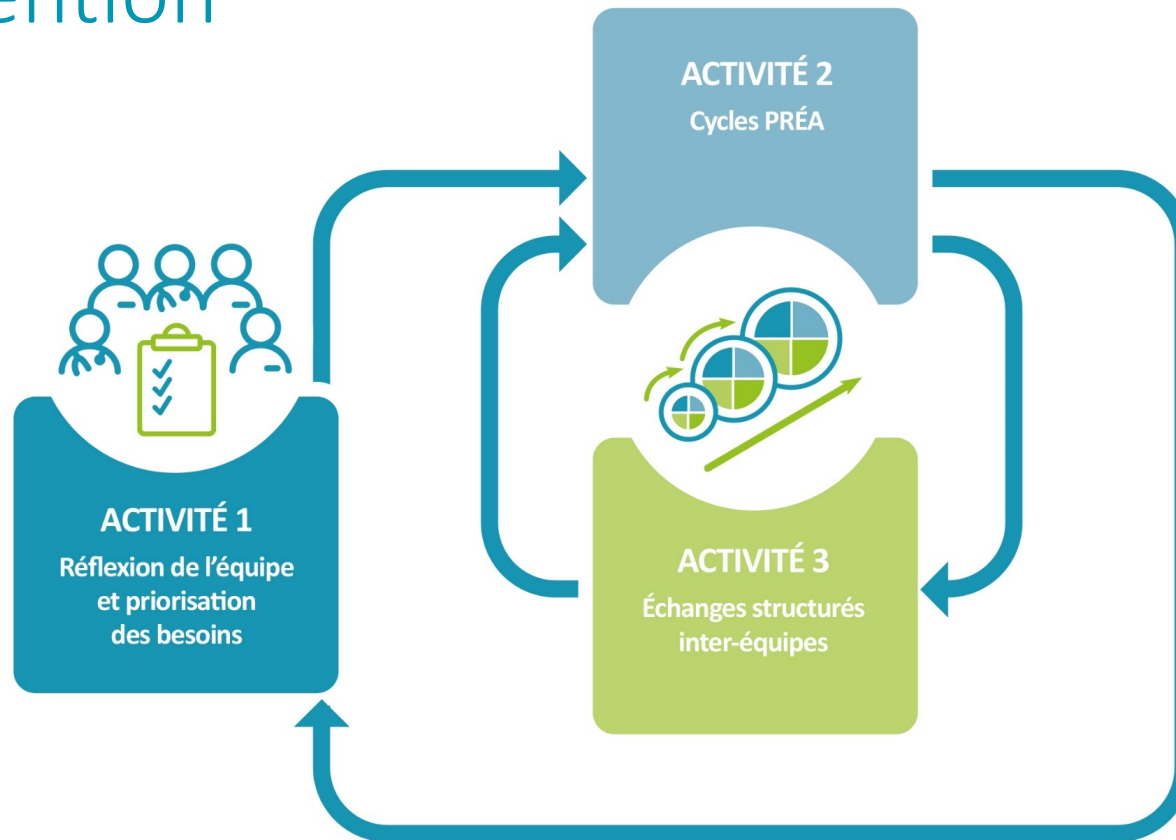 ention
ACTIVITÉ 2
Cycles PRÉA
ACTIVITÉ 1
Réflexion de l'équipe
et priorisation
des besoins
ACTIVITÉ 3
Échanges structurés
inter-équipes